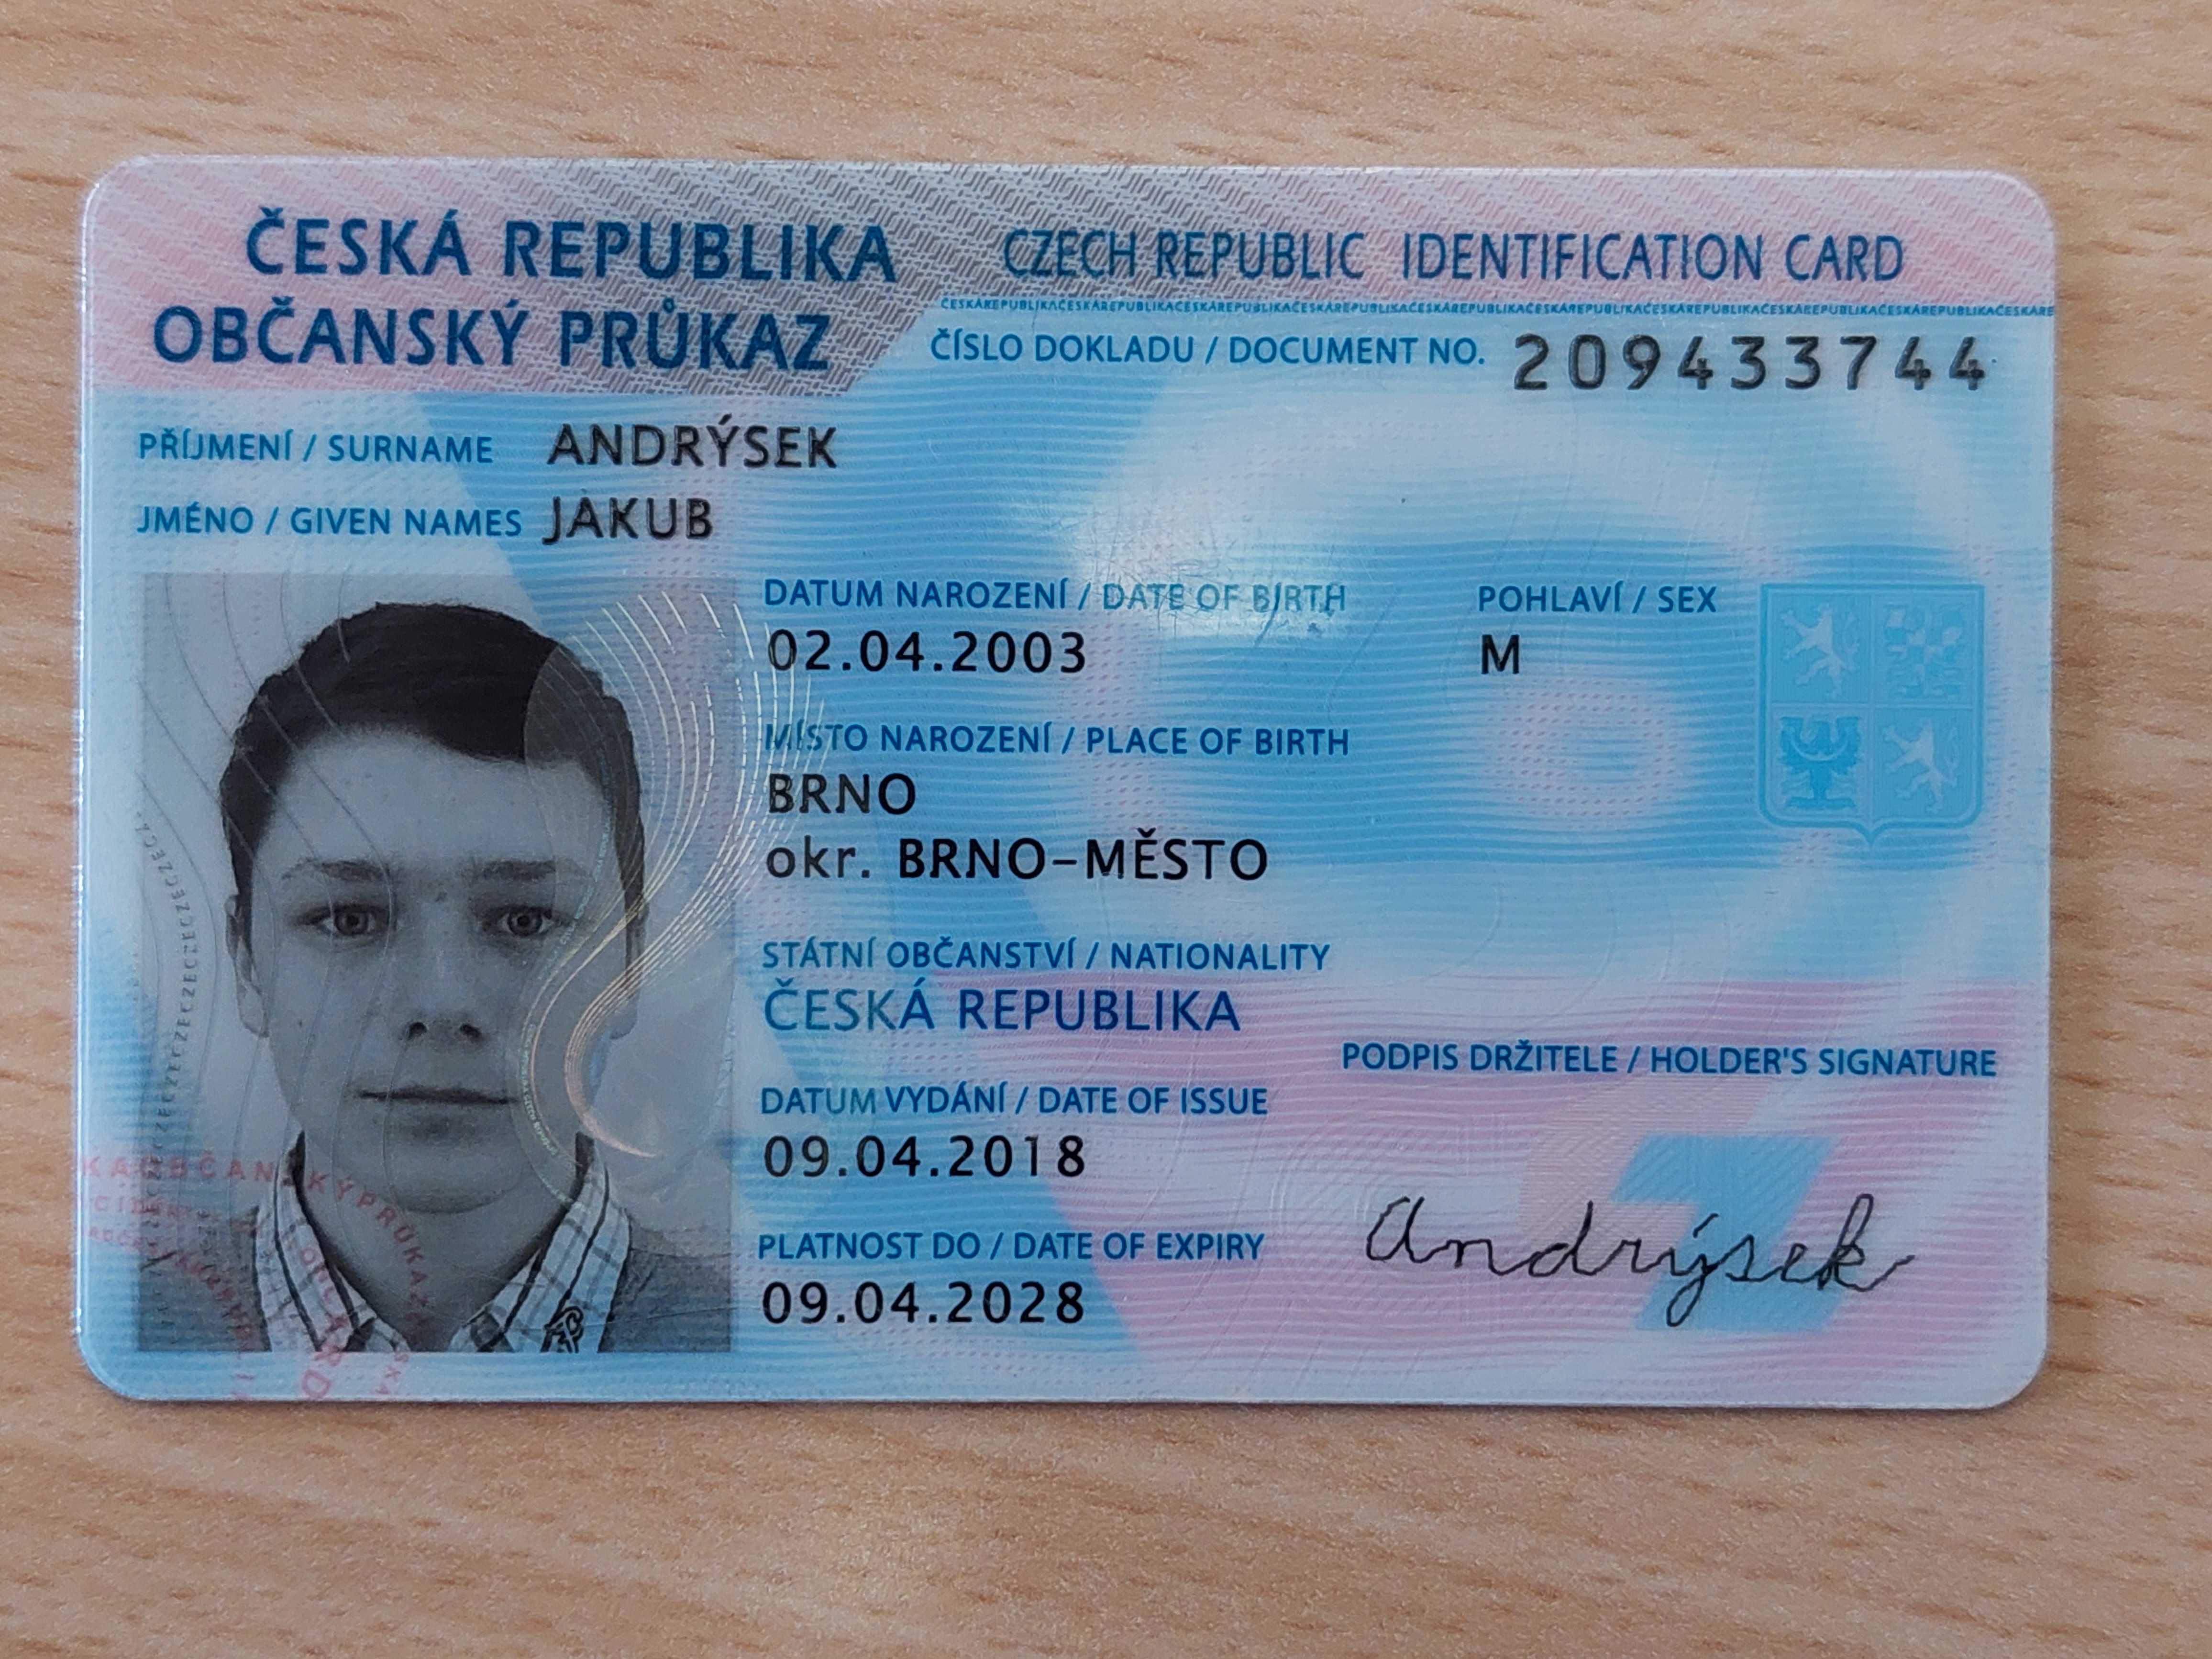 ČESKÁ REPUBLIKA
OBČANSKÝ PRŮKAZ
CZECH REPUBLIC IDENTIFICATION CARD
ČESKÁREPUBLIKAČESKÁREPUBLIKAČESKÁREPUBLIKAČESKÁREPUBLIKAČESKÁREPUBLIKAČESKÁREPUBLIKAČESKÁREPUBLIKAČESKÁREPUBLIKAČESKÁREPUBLIKAČESKÁRE
ČÍSLO DOKLADU / DOCUMENT NO. 209433744
PŘÍJMENÍ / SURNAME ANDRÝSEK
JMÉNO / GIVEN NAMES JAKUB
DATUM NAROZENÍ / DATE OF BIRTH
02.04.2003
POHLAVÍ / SEX
M
MÍSTO NAROZENÍ / PLACE OF BIRTH
BRNO
okr. BRNO-MĚSTO
STÁTNÍ OBČANSTVÍ / NATIONALITY
ČESKÁ REPUBLIKA
DATUM VYDÁNÍ / DATE OF ISSUE
09.04.2018
PLATNOST DO / DATE OF EXPIRY
09.04.2028
PODPIS DRŽITELE / HOLDER'S SIGNATURE
Andrýsek